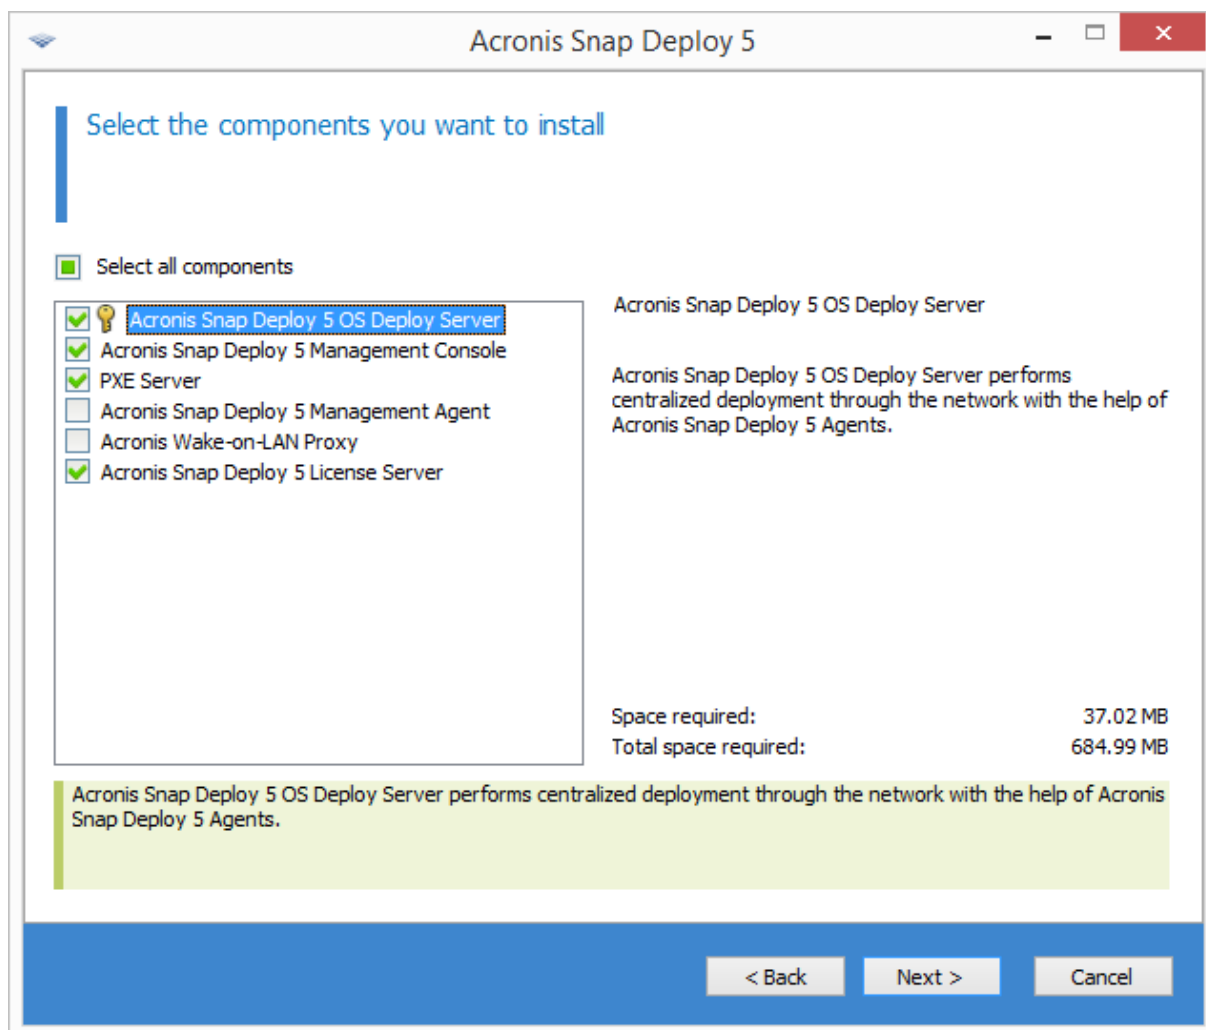 Acronis Snap Deploy 5
Select the components you want to install
Select all components
Acronis Snap Deploy 5 OS Deploy Server
Acronis Snap Deploy 5 Management Console
PXE Server
Acronis Snap Deploy 5 Management Agent
Acronis Wake-on-LAN Proxy
Acronis Snap Deploy 5 License Server
Acronis Snap Deploy 5 OS Deploy Server
Acronis Snap Deploy 5 OS Deploy Server performs
centralized deployment through the network with the help of
Acronis Snap Deploy 5 Agents.
Space required: 37.02 MB
Total space required: 684.99 MB
Acronis Snap Deploy 5 OS Deploy Server performs centralized deployment through the network with the help of Acronis
Snap Deploy 5 Agents.
< Back Next > Cancel